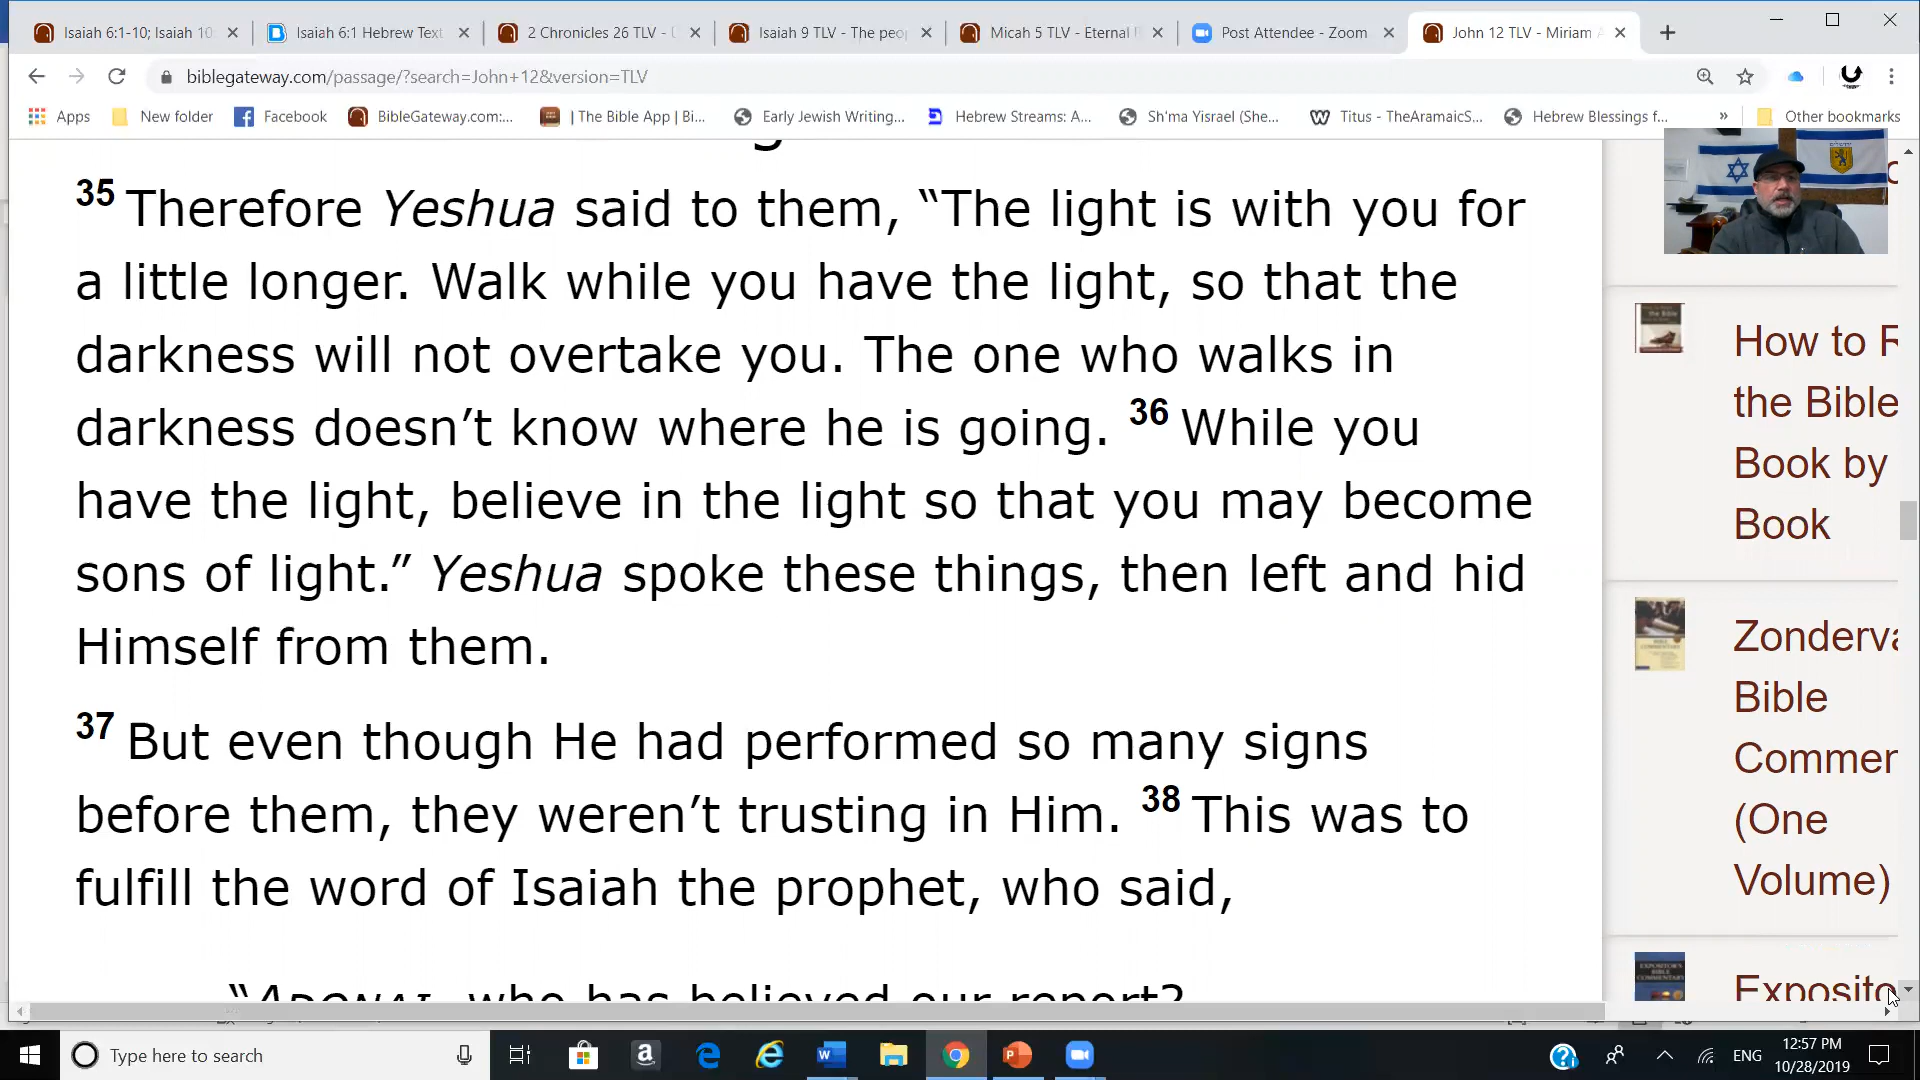 Isaiah 6:1-10; Isaiah 10
Isaiah 6:1 Hebrew Text
2 Chronicles 26 TLV -
Isaiah 9 TLV - The peo
Micah 5 TLV - Eternal
Post Attendee - Zoom
John 12 TLV - Miriam
biblegateway.com/passage/?search=John+12&version=TLV
Apps
New folder
Facebook
BibleGateway.com:...
| The Bible App | Bi...
Early Jewish Writing...
Hebrew Streams: A...
Sh'ma Yisrael (She...
Titus - TheAramaicS...
Hebrew Blessings f...
»
Other bookmarks
35 Therefore Yeshua said to them, “The light is with you for
a little longer. Walk while you have the light, so that the
darkness will not overtake you. The one who walks in
darkness doesn’t know where he is going. 36 While you
have the light, believe in the light so that you may become
sons of light.” Yeshua spoke these things, then left and hid
Himself from them.
37 But even though He had performed so many signs
before them, they weren’t trusting in Him. 38 This was to
fulfill the word of Isaiah the prophet, who said,
“ADONAI, who has believed our report?
How to R
the Bible
Book by
Book
Zonderva
Bible
Commer
(One
Volume)
Exposito
Type here to search
ENG
12:57 PM
10/28/2019